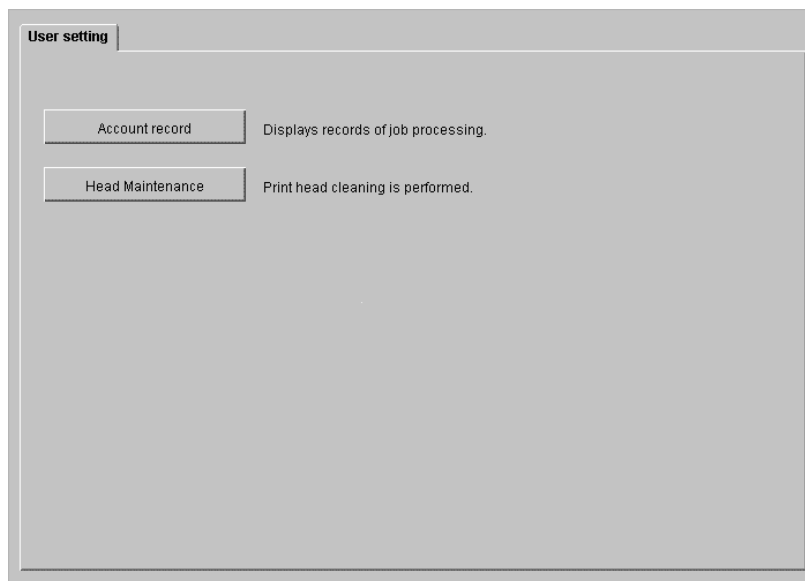 User setting
Account record Displays records of job processing.
Head Maintenance Print head cleaning is performed.